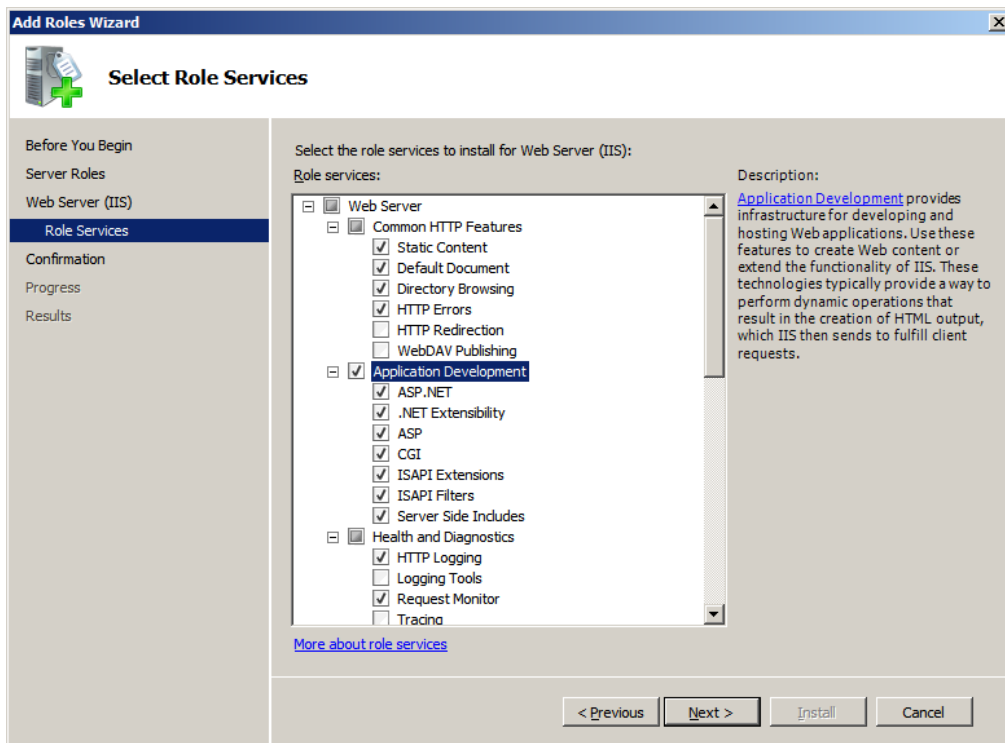 Add Roles Wizard
Select Role Services
Before You Begin
Server Roles
Web Server (IIS)
Role Services
Confirmation
Progress
Results
Select the role services to install for Web Server (IIS):
Role services:
Web Server
Common HTTP Features
Static Content
Default Document
Directory Browsing
HTTP Errors
HTTP Redirection
WebDAV Publishing
Application Development
ASP.NET
.NET Extensibility
ASP
CGI
ISAPI Extensions
ISAPI Filters
Server Side Includes
Health and Diagnostics
HTTP Logging
Logging Tools
Request Monitor
Tracing
More about role services
Description:
Application Development provides
infrastructure for developing and
hosting Web applications. Use these
features to create Web content or
extend the functionality of IIS. These
technologies typically provide a way to
perform dynamic operations that
result in the creation of HTML output,
which IIS then sends to fulfill client
requests.
< Previous
Next >
Install
Cancel